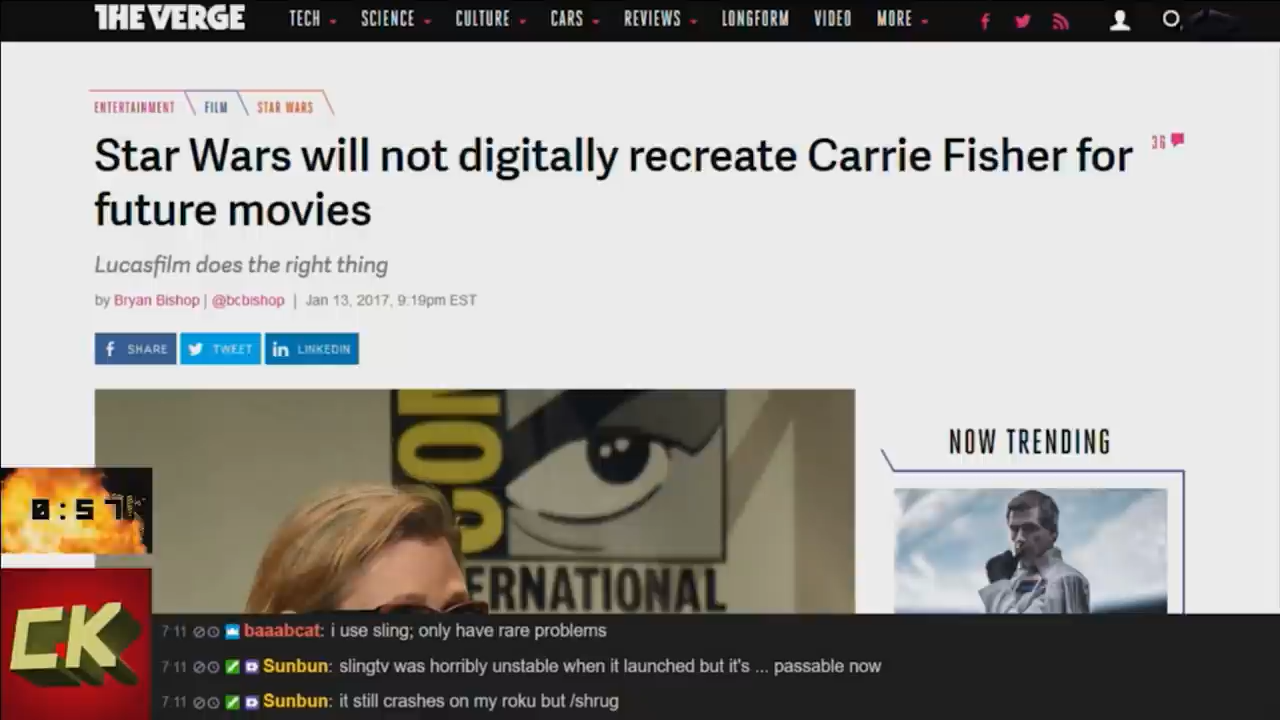 THE VERGE
TECH SCIENCE CULTURE CARS REVIEWS LONGFORM VIDEO MORE
ENTERTAINMENT FILM STAR WARS
Star Wars will not digitally recreate Carrie Fisher for
36
future movies
Lucasfilm does the right thing
by Bryan Bishop | @bcbishop | Jan 13, 2017, 9:19pm EST
SHARE TWEET LINKEDIN
NOW TRENDING
CON
ERNATIONAL
0:57
CK
7:11 baaabcat: i use sling; only have rare problems
7:11 Sunbun: slingtv was horribly unstable when it launched but it's ... passable now
7:11 Sunbun: it still crashes on my roku but /shrug